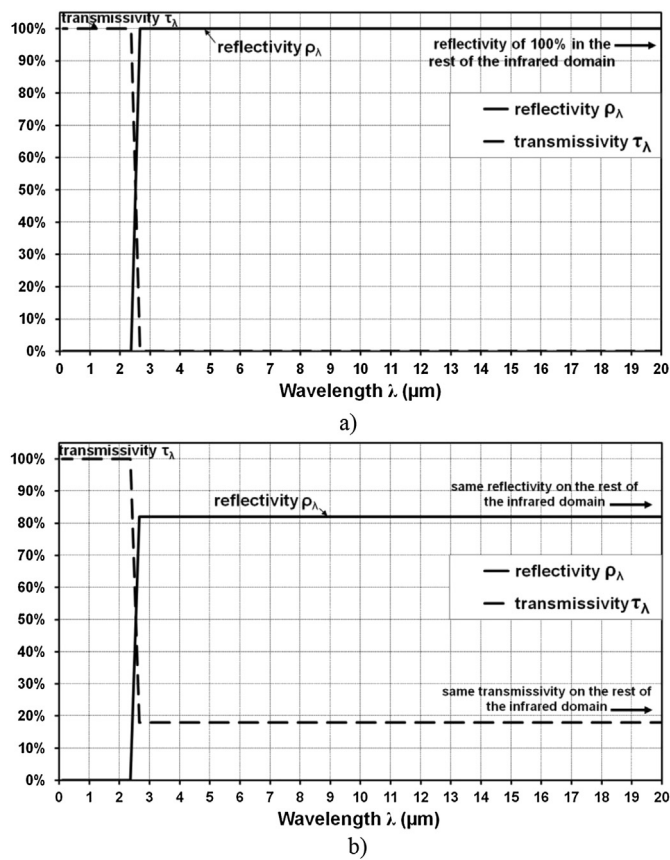 transmissivity τλ
100%
90%
80%
70%
60%
50%
40%
30%
20%
10%
0%
reflectivity ρλ
reflectivity of 100% in the
rest of the infrared domain
reflectivity ρλ
transmissivity τλ
0 1 2 3 4 5 6 7 8 9 10 11 12 13 14 15 16 17 18 19 20
Wavelength λ (µm)
a)
transmissivity τλ
100%
90%
80%
70%
60%
50%
40%
30%
20%
10%
0%
reflectivity ρλ
same reflectivity on the rest of
the infrared domain
reflectivity ρλ
transmissivity τλ
same transmissivity on the rest of
the infrared domain
0 1 2 3 4 5 6 7 8 9 10 11 12 13 14 15 16 17 18 19 20
Wavelength λ (µm)
b)